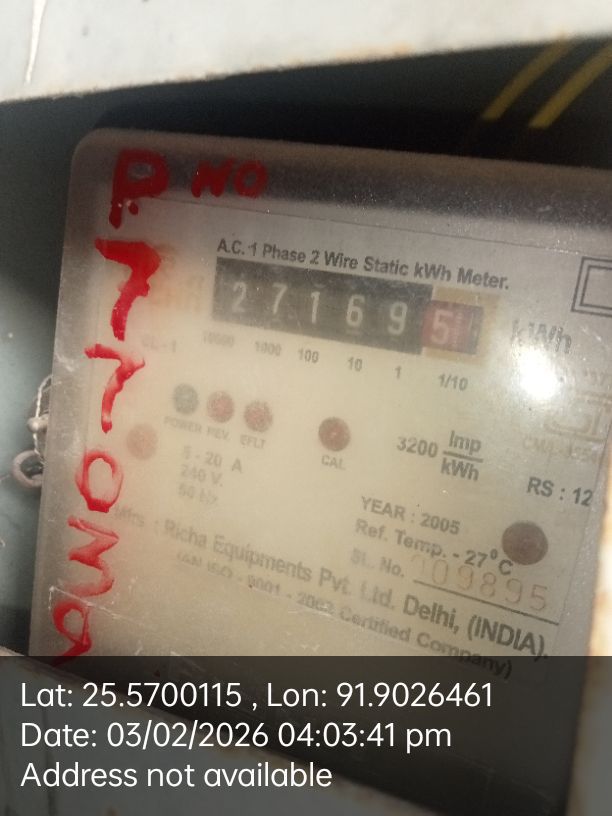 P NO
A.C. 1 Phase 2 Wire Static kWh Meter.
2 7 1 6 9 5
kWh
CL-1 10000 1000 100 10 1 1/10
POWER REV. EFLT
CAL
3200 Imp/kWh
5 - 20 A
240 V.
50 Hz
RS : 12
YEAR : 2005
Ref. Temp. - 27°C
SL. No. 109895
Mfrs : Richa Equipments Pvt. Ltd. Delhi, (INDIA).
(AN ISO - 9001 - 2000 Certified Company)
Lat: 25.5700115 , Lon: 91.9026461
Date: 03/02/2026 04:03:41 pm
Address not available